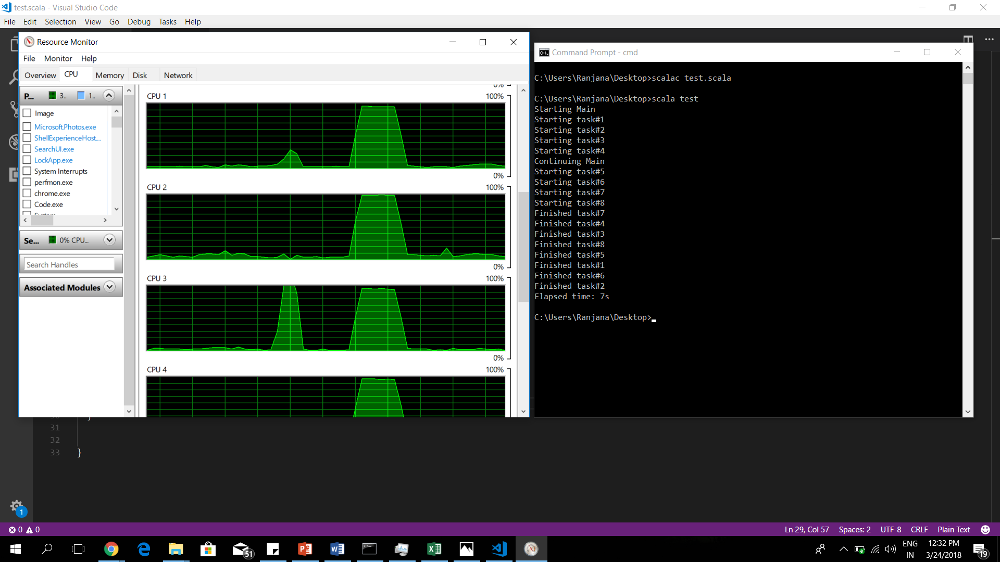 test.scala - Visual Studio Code
File Edit Selection View Go Debug Tasks Help
Resource Monitor
File Monitor Help
Overview CPU Memory Disk Network
P... 3.. 1..
Image
Microsoft.Photos.exe
ShellExperienceHost...
SearchUI.exe
LockApp.exe
System Interrupts
perfmon.exe
chrome.exe
Code.exe
Se... 0% CPU...
Search Handles
Associated Modules
0%
CPU 1 100%
0%
CPU 2 100%
0%
CPU 3 100%
0%
CPU 4 100%
Command Prompt - cmd
C:\Users\Ranjana\Desktop>scalac test.scala
C:\Users\Ranjana\Desktop>scala test
Starting Main
Starting task#1
Starting task#2
Starting task#3
Starting task#4
Continuing Main
Starting task#5
Starting task#6
Starting task#7
Starting task#8
Finished task#7
Finished task#4
Finished task#3
Finished task#8
Finished task#5
Finished task#1
Finished task#6
Finished task#2
Elapsed time: 7s
C:\Users\Ranjana\Desktop>
31
32
33 }
1
0 0 Ln 29, Col 57 Spaces: 2 UTF-8 CRLF Plain Text
51
ENG
IN
12:32 PM
3/24/2018
19